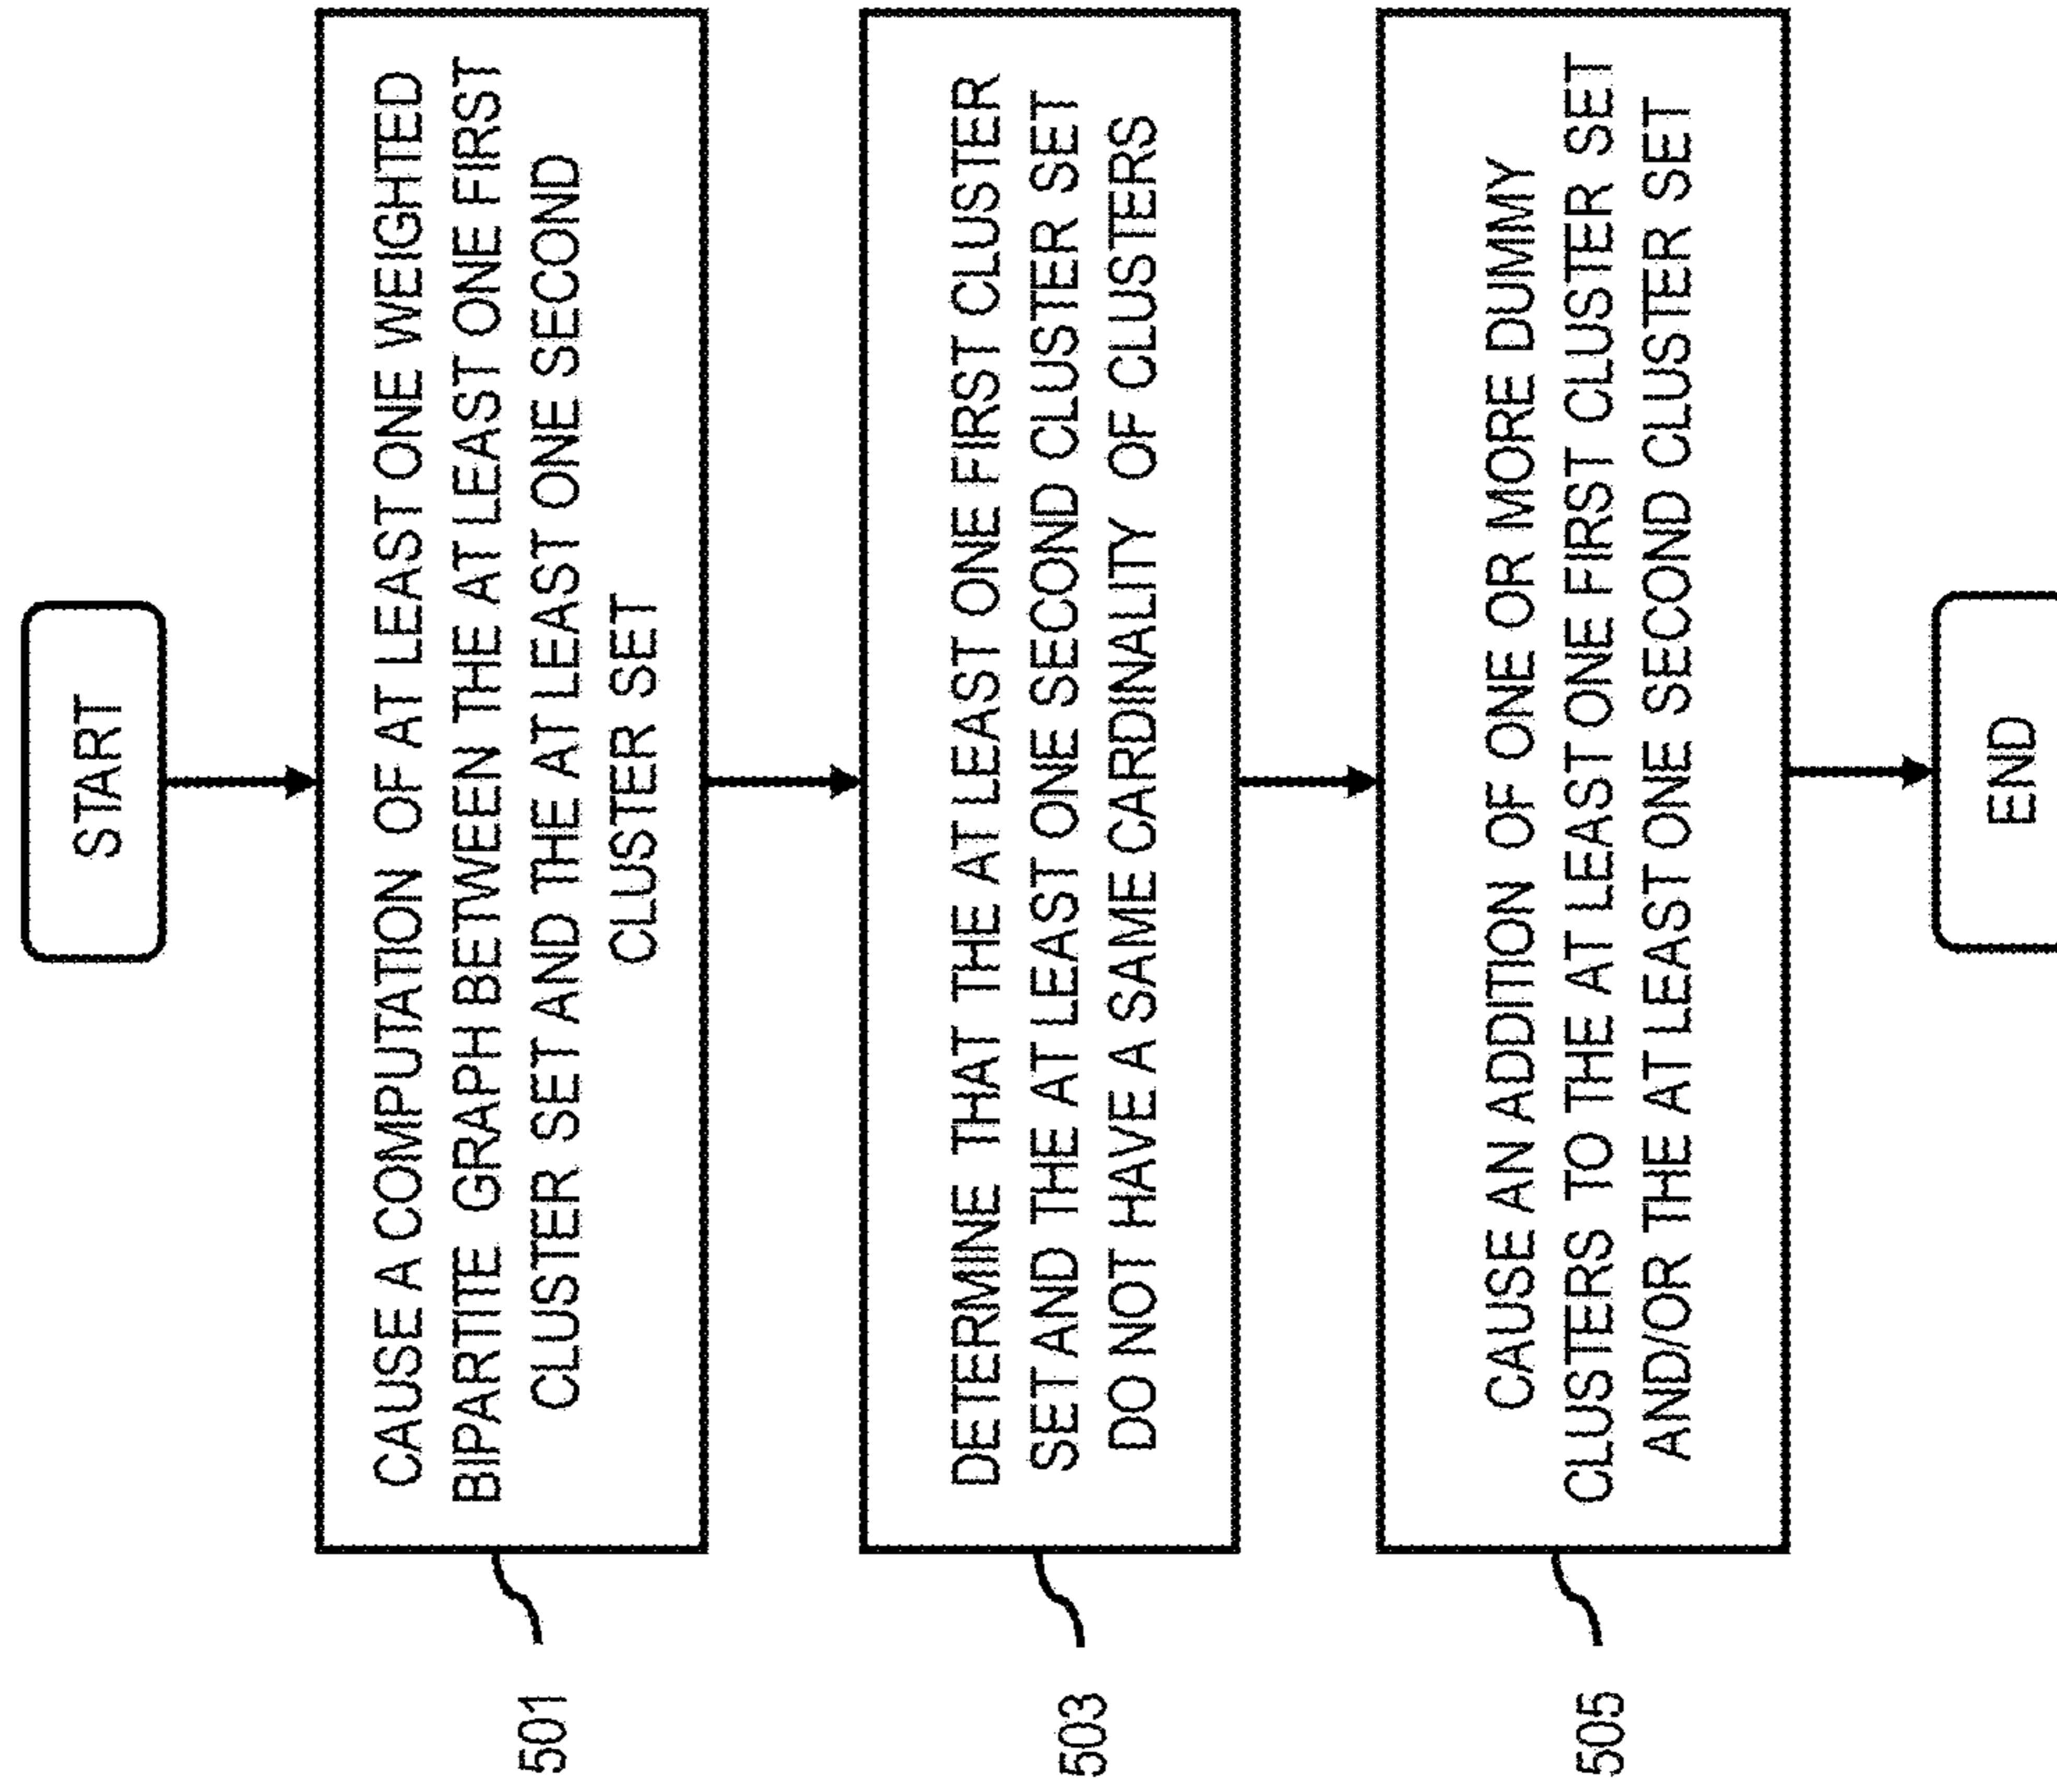 START
CAUSE A COMPUTATION OF AT LEAST ONE WEIGHTED
BIPARTITE GRAPH BETWEEN THE AT LEAST ONE FIRST
CLUSTER SET AND THE AT LEAST ONE SECOND
CLUSTER SET
501
DETERMINE THAT THE AT LEAST ONE FIRST CLUSTER
SET AND THE AT LEAST ONE SECOND CLUSTER SET
DO NOT HAVE A SAME CARDINALITY OF CLUSTERS
503
CAUSE AN ADDITION OF ONE OR MORE DUMMY
CLUSTERS TO THE AT LEAST ONE FIRST CLUSTER SET
AND/OR THE AT LEAST ONE SECOND CLUSTER SET
505
END